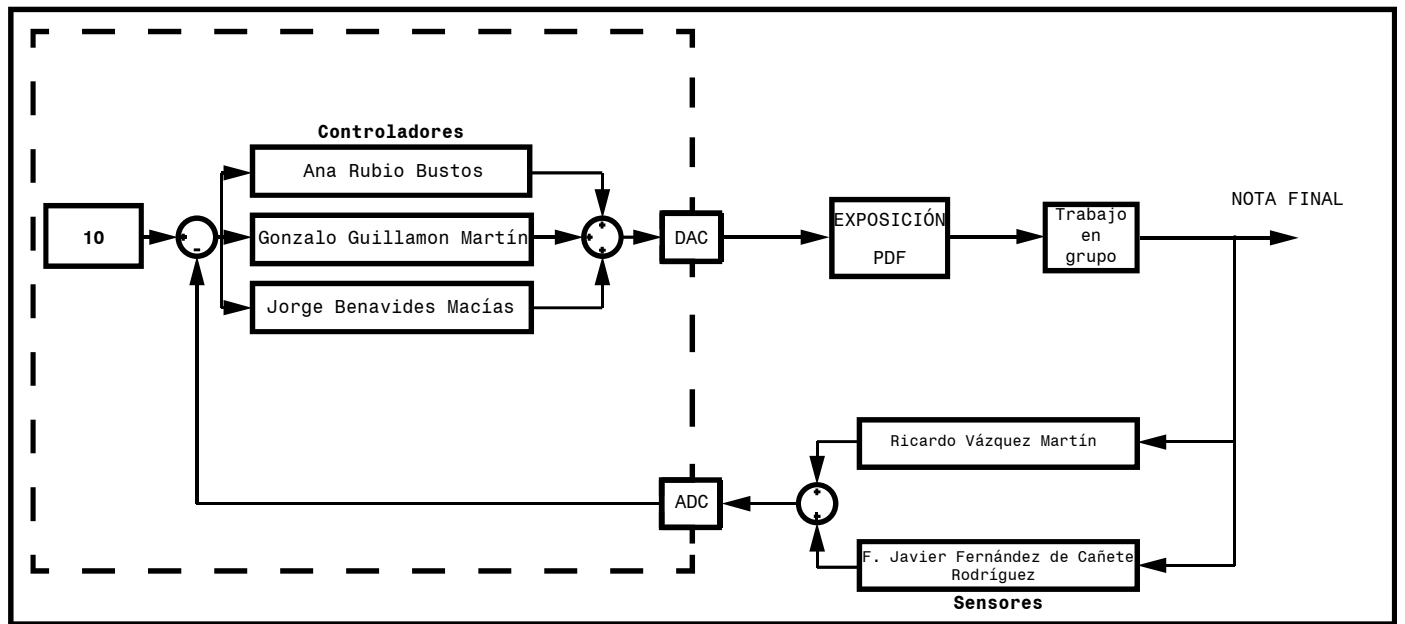 Controladores
Ana Rubio Bustos
10
Gonzalo Guillamon Martín
Jorge Benavides Macías
DAC
EXPOSICIÓN
PDF
Trabajo
en
grupo
NOTA FINAL
Ricardo Vázquez Martín
ADC
F. Javier Fernández de Cañete
Rodríguez
Sensores